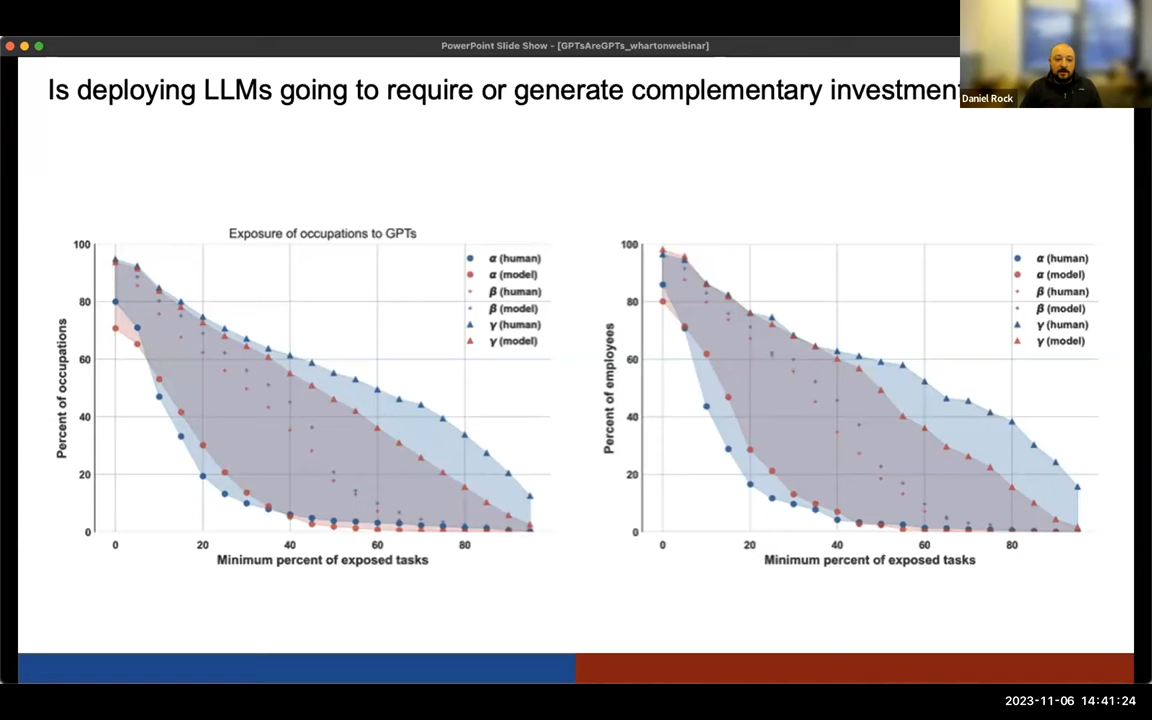 PowerPoint Slide Show - [GPTsAreGPTs_whartonwebinar]
Is deploying LLMs going to require or generate complementary investment
Daniel Rock
Exposure of occupations to GPTs
100
80
60
40
20
0
Percent of occupations
α (human)
α (model)
β (human)
β (model)
γ (human)
γ (model)
0 20 40 60 80
Minimum percent of exposed tasks
100
80
60
40
20
0
Percent of employees
α (human)
α (model)
β (human)
β (model)
γ (human)
γ (model)
0 20 40 60 80
Minimum percent of exposed tasks
2023-11-06 14:41:24